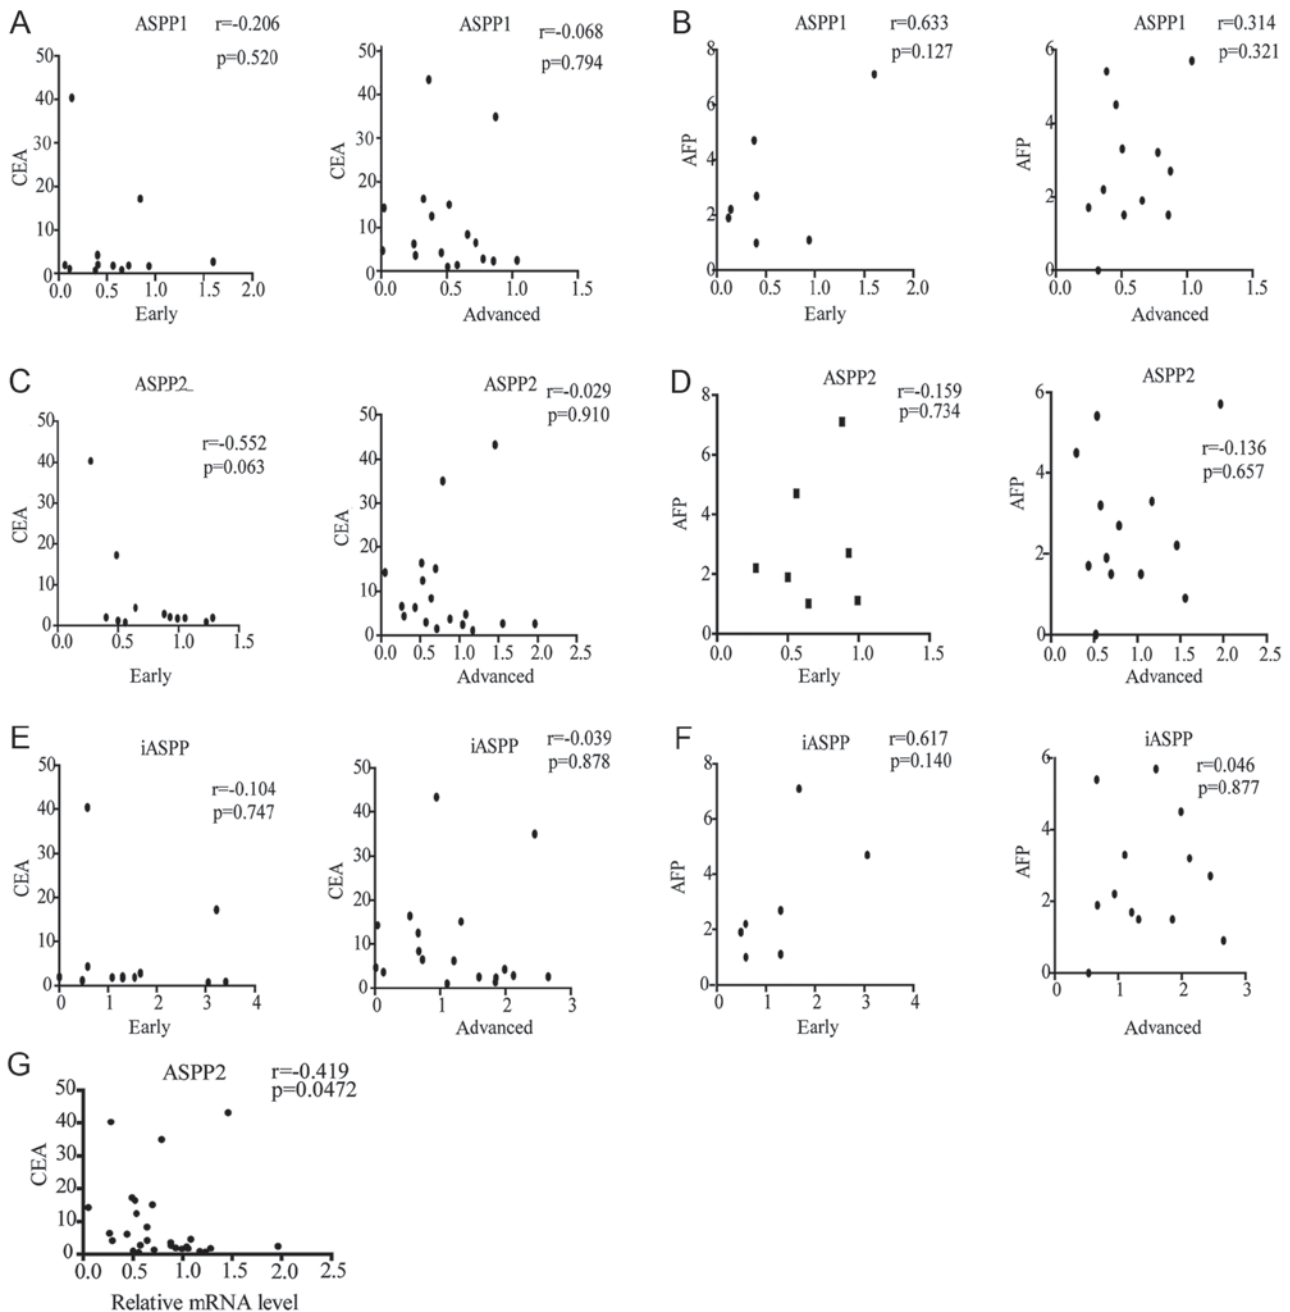 A
ASPP1
r=-0.206
p=0.520
50
40
30
20
10
0
CEA
0.0 0.5 1.0 1.5 2.0
Early
ASPP1
r=-0.068
p=0.794
50
40
30
20
10
0
CEA
0.0 0.5 1.0 1.5
Advanced
B
ASPP1
r=0.633
p=0.127
8
6
4
2
0
AFP
0.0 0.5 1.0 1.5 2.0
Early
ASPP1
r=0.314
p=0.321
6
4
2
0
AFP
0.0 0.5 1.0 1.5
Advanced
C
ASPP2
r=-0.552
p=0.063
50
40
30
20
10
0
CEA
0.0 0.5 1.0 1.5
Early
ASPP2
r=-0.029
p=0.910
50
40
30
20
10
0
CEA
0.0 0.5 1.0 1.5 2.0 2.5
Advanced
D
ASPP2
r=-0.159
p=0.734
8
6
4
2
0
AFP
0.0 0.5 1.0 1.5
Early
ASPP2
r=-0.136
p=0.657
6
4
2
0
AFP
0.0 0.5 1.0 1.5 2.0 2.5
Advanced
E
iASPP
r=-0.104
p=0.747
50
40
30
20
10
0
CEA
0 1 2 3 4
Early
iASPP
r=-0.039
p=0.878
50
40
30
20
10
0
CEA
0 1 2 3
Advanced
F
iASPP
r=0.617
p=0.140
8
6
4
2
0
AFP
0 1 2 3 4
Early
iASPP
r=0.046
p=0.877
6
4
2
0
AFP
0 1 2 3
Advanced
G
ASPP2
r=-0.419
p=0.0472
50
40
30
20
10
0
CEA
0.0 0.5 1.0 1.5 2.0 2.5
Relative mRNA level